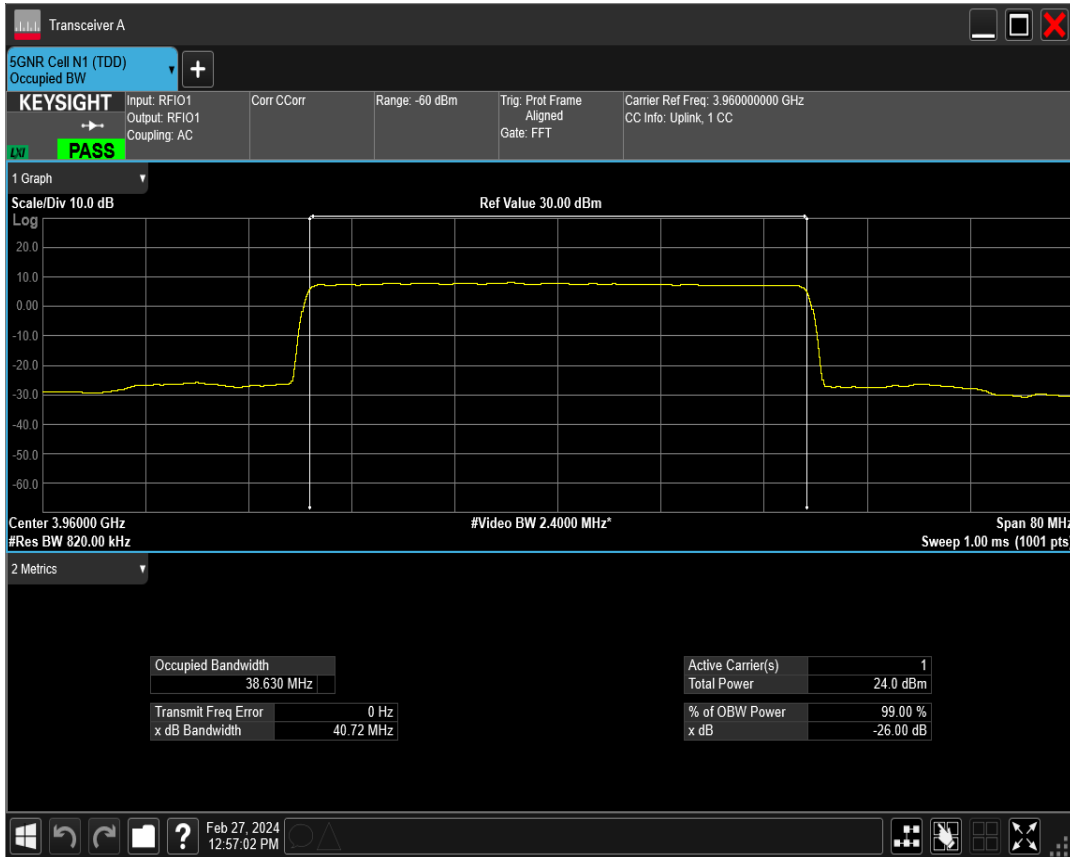 Transceiver A
5GNR Cell N1 (TDD)
Occupied BW
+
KEYSIGHT
LXI
PASS
Input: RFIO1
Output: RFIO1
Coupling: AC
Corr CCorr
Range: -60 dBm
Trig: Prot Frame
Aligned
Gate: FFT
Carrier Ref Freq: 3.960000000 GHz
CC Info: Uplink, 1 CC
1 Graph
Scale/Div 10.0 dB
Ref Value 30.00 dBm
Log
20.0
10.0
0.00
-10.0
-20.0
-30.0
-40.0
-50.0
-60.0
Center 3.96000 GHz
#Video BW 2.4000 MHz*
Span 80 MHz
#Res BW 820.00 kHz
Sweep 1.00 ms (1001 pts)
2 Metrics
Occupied Bandwidth
38.630 MHz
Transmit Freq Error 0 Hz
x dB Bandwidth 40.72 MHz
Active Carrier(s) 1
Total Power 24.0 dBm
% of OBW Power 99.00 %
x dB -26.00 dB
?
Feb 27, 2024
12:57:02 PM